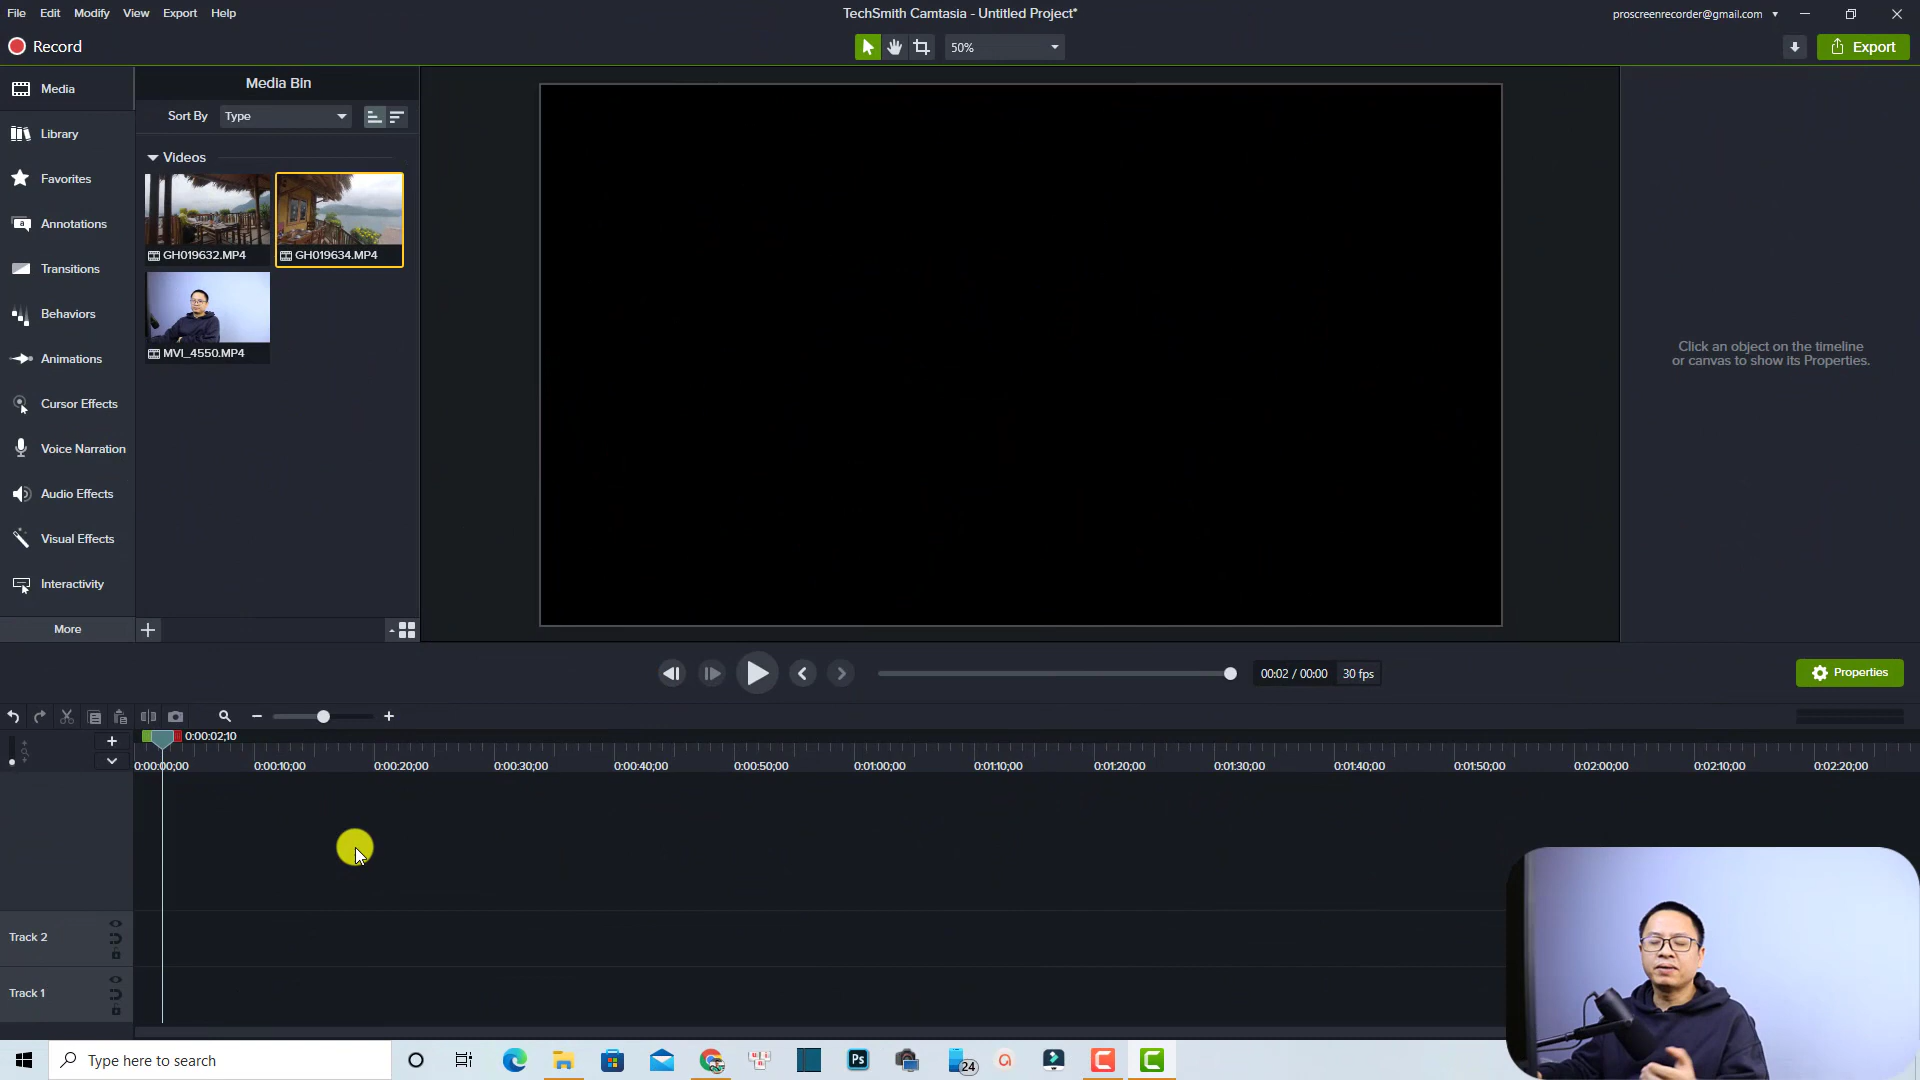 File Edit Modify View Export Help
TechSmith Camtasia - Untitled Project*
proscreenrecorder@gmail.com
Record
50%
Export
Media
Library
Favorites
Annotations
Transitions
Behaviors
Animations
Cursor Effects
Voice Narration
Audio Effects
Visual Effects
Interactivity
More
Media Bin
Sort By Type
Videos
GH019632.MP4
GH019634.MP4
MVI_4550.MP4
Click an object on the timeline
or canvas to show its Properties.
00:02 / 00:00 30 fps
Properties
0:00:02;10
0:00:00;00 0:00:10;00 0:00:20;00 0:00:30;00 0:00:40;00 0:00:50;00 0:01:00;00 0:01:10;00 0:01:20;00 0:01:30;00 0:01:40;00 0:01:50;00 0:02:00;00 0:02:10;00 0:02:20;00
Track 2
Track 1
Type here to search
Ps
24